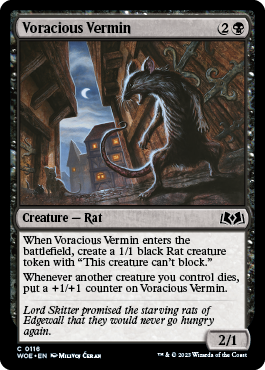 Voracious Vermin 2
Creature — Rat
When Voracious Vermin enters the
battlefield, create a 1/1 black Rat creature
token with “This creature can’t block.”
Whenever another creature you control dies,
put a +1/+1 counter on Voracious Vermin.
Lord Skitter promised the starving rats of
Edgewall that they would never go hungry
again.
2/1
C 0116
WOE • EN Milivoj Ćeran ™ & © 2023 Wizards of the Coast